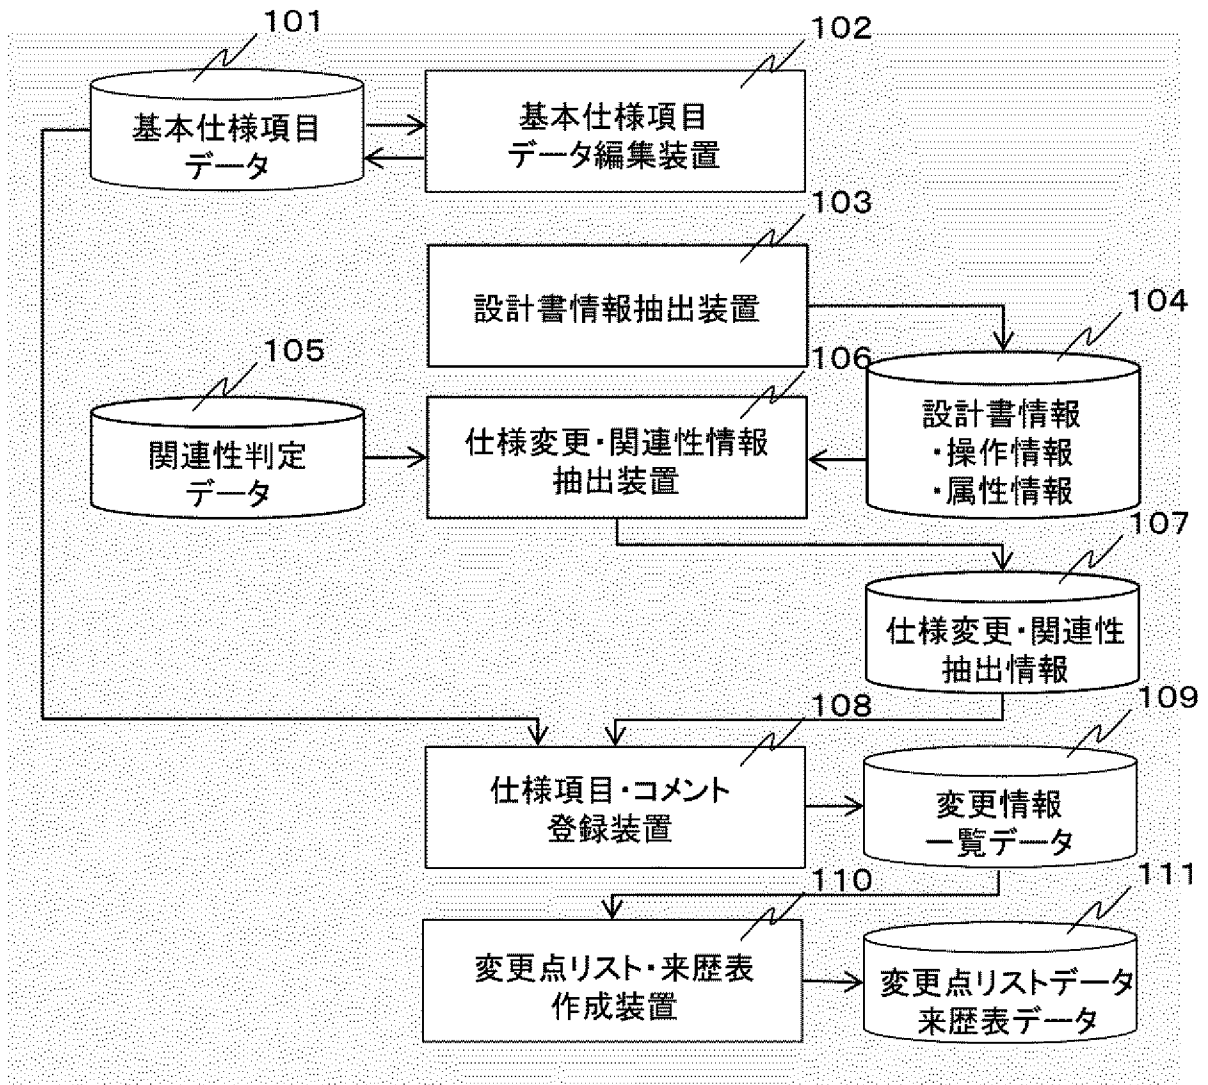 101
102
基本仕様項目
データ
基本仕様項目
データ編集装置
103
設計書情報抽出装置
104
105
106
設計書情報
・操作情報
・属性情報
関連性判定
データ
仕様変更・関連性情報
抽出装置
107
仕様変更・関連性
抽出情報
108
109
仕様項目・コメント
登録装置
変更情報
一覧データ
110
111
変更点リスト・来歴表
作成装置
変更点リストデータ
来歴表データ